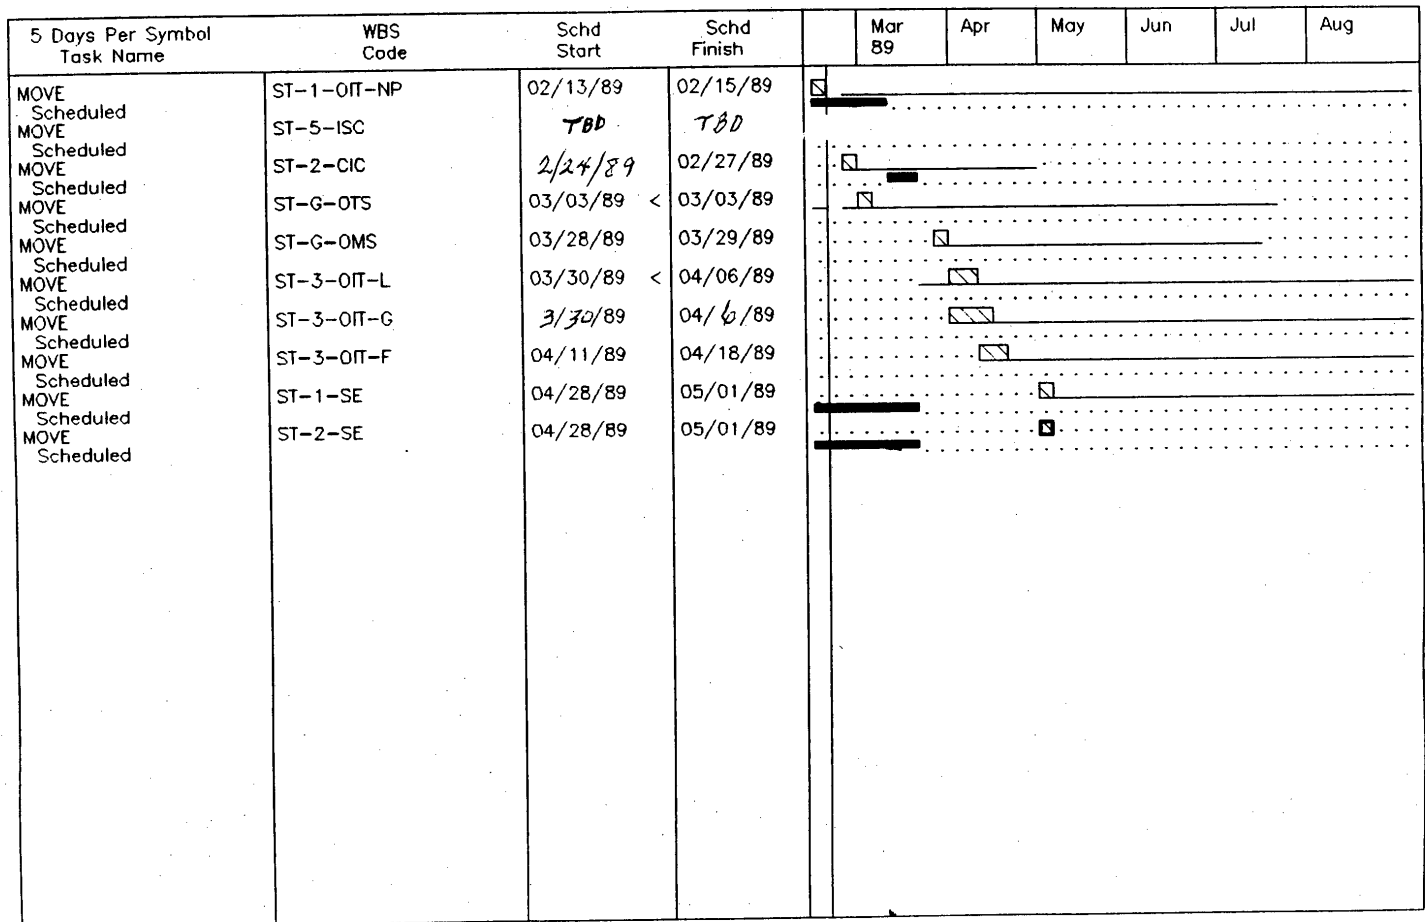 5 Days Per Symbol WBS Schd Schd Mar Apr May Jun Jul Aug
Task Name Code Start Finish 89
MOVE ST-1-OIT-NP 02/13/89 02/15/89
Scheduled
MOVE ST-5-ISC TBD TBD
Scheduled
MOVE ST-2-CIC 2/24/89 02/27/89
Scheduled
MOVE ST-G-OTS 03/03/89 < 03/03/89
Scheduled
MOVE ST-G-OMS 03/28/89 03/29/89
Scheduled
MOVE ST-3-OIT-L 03/30/89 < 04/06/89
Scheduled
MOVE ST-3-OIT-G 3/30/89 04/6/89
Scheduled
MOVE ST-3-OIT-F 04/11/89 04/18/89
Scheduled
MOVE ST-1-SE 04/28/89 05/01/89
Scheduled
MOVE ST-2-SE 04/28/89 05/01/89
Scheduled